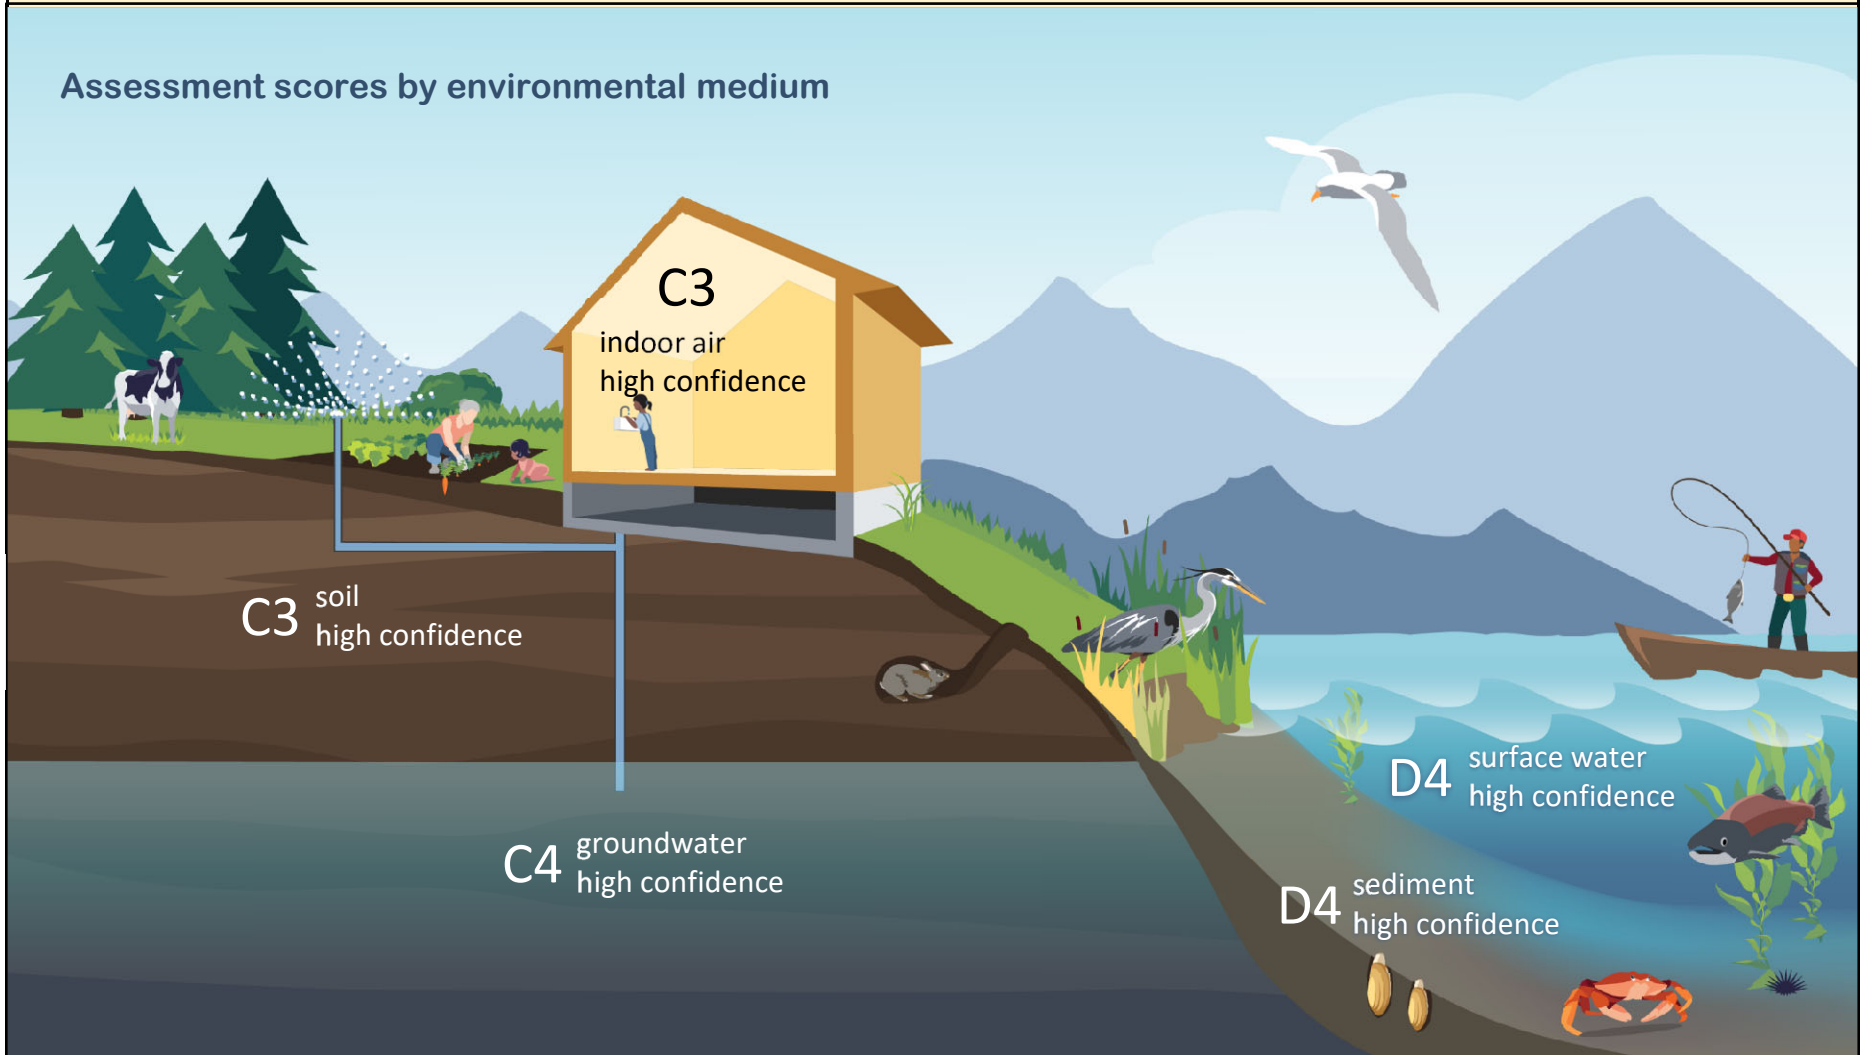 Assessment scores by environmental medium
C3
indoor air
high confidence
C3
soil
high confidence
C4
groundwater
high confidence
D4
surface water
high confidence
D4
sediment
high confidence